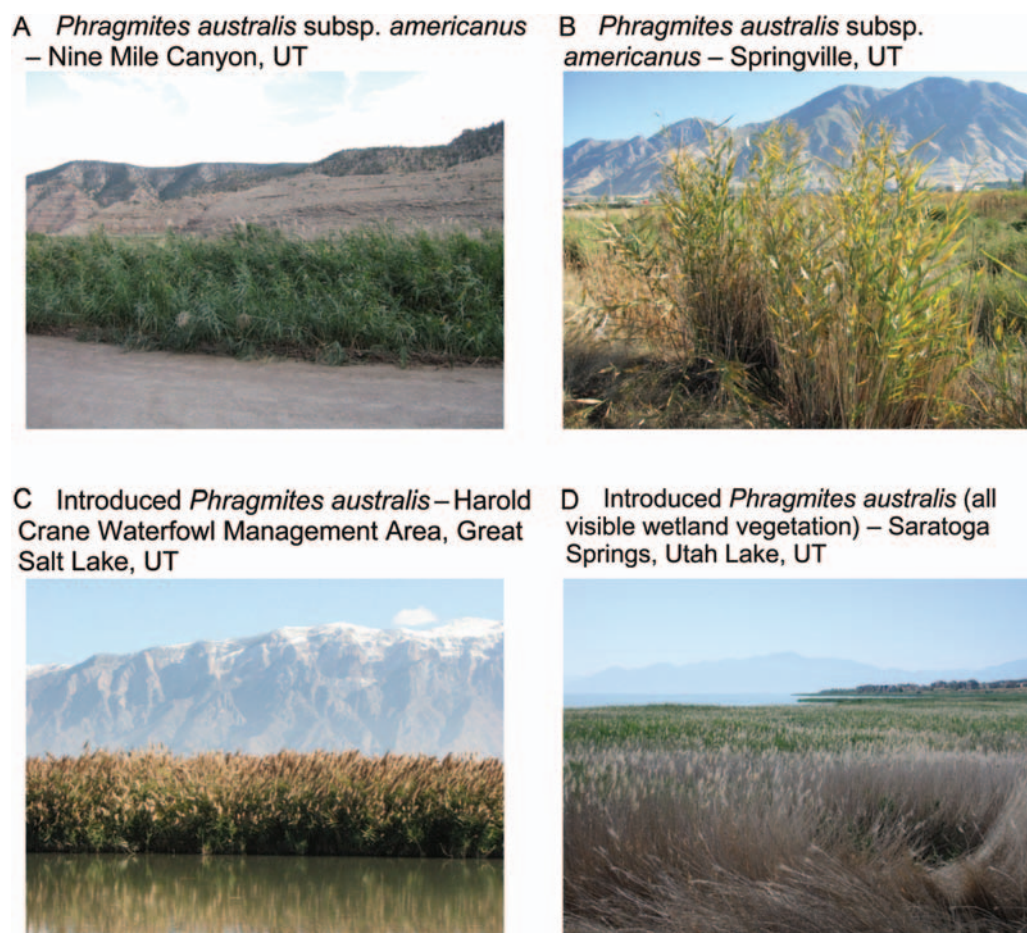 A Phragmites australis subsp. americanus
– Nine Mile Canyon, UT
B Phragmites australis subsp.
americanus – Springville, UT
C Introduced Phragmites australis – Harold
Crane Waterfowl Management Area, Great
Salt Lake, UT
D Introduced Phragmites australis (all
visible wetland vegetation) – Saratoga
Springs, Utah Lake, UT